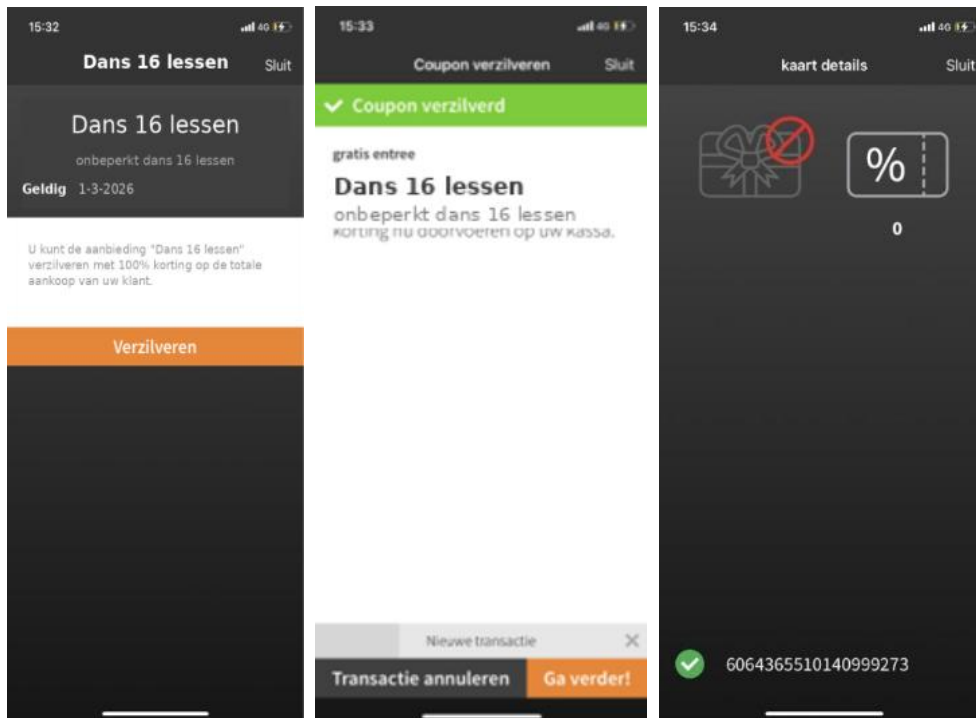 15:32
4G
Dans 16 lessen
Sluit
Dans 16 lessen
onbeperkt dans 16 lessen
Geldig 1-3-2026
U kunt de aanbieding "Dans 16 lessen"
verzilveren met 100% korting op de totale
aankoop van uw klant.
Verzilveren
15:33
4G
Coupon verzilveren
Sluit
Coupon verzilverd
gratis entree
Dans 16 lessen
onbeperkt dans 16 lessen
korting nu doorvoeren op uw kassa.
Nieuwe transactie
Transactie annuleren
Ga verder!
15:34
4G
kaart details
Sluit
%
0
6064365510140999273